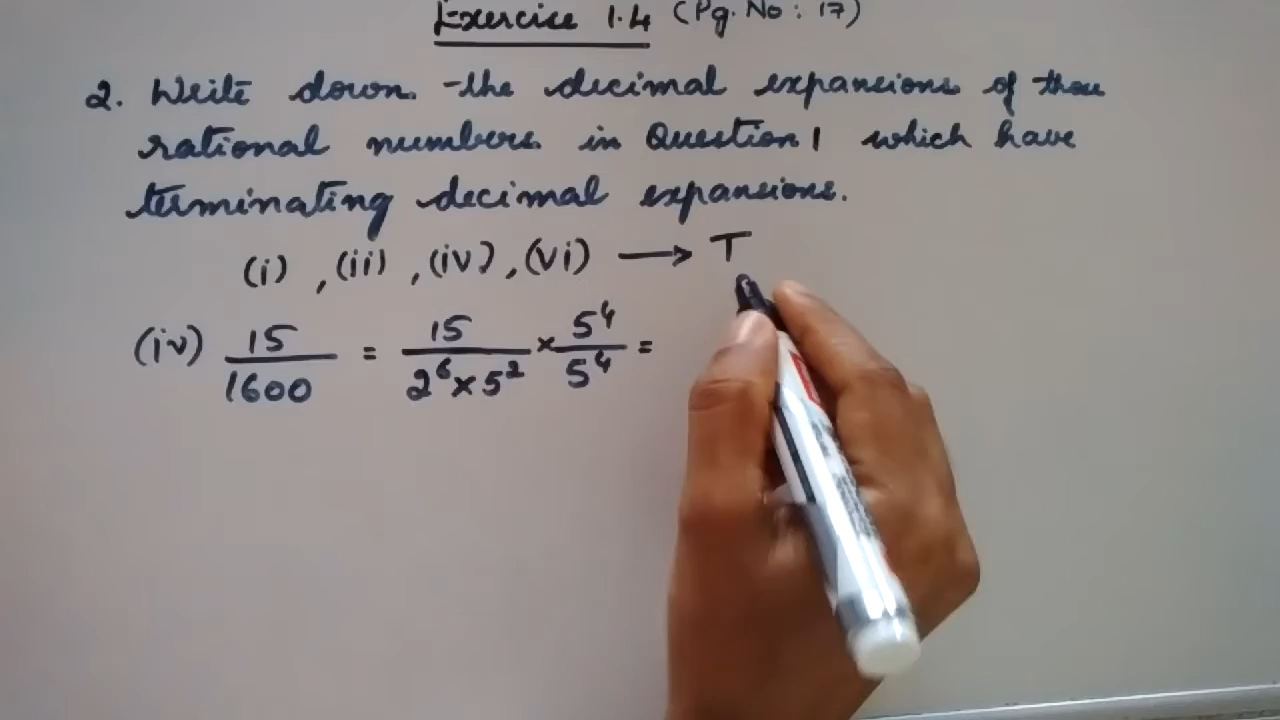 Exercise 1.4 (Pg. No : 17)
2. Write down the decimal expansions of those
rational numbers in Question 1 which have
terminating decimal expansions.
(i) , (ii) , (iv) , (vi) → T
(iv) 15/1600 = 15/(2⁶ × 5²) × 5⁴/5⁴ =